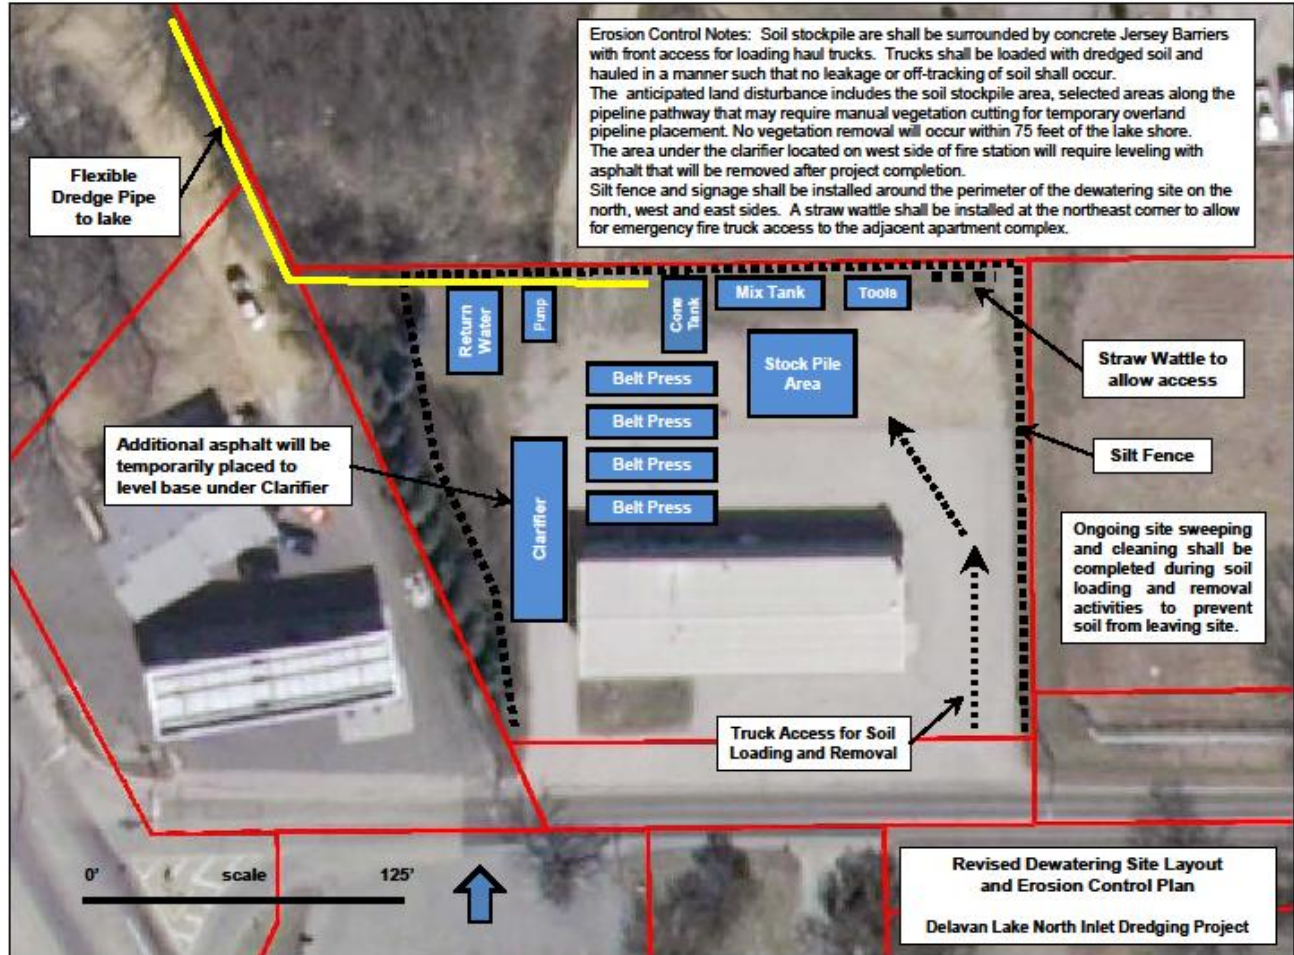 Erosion Control Notes: Soil stockpile are shall be surrounded by concrete Jersey Barriers
with front access for loading haul trucks. Trucks shall be loaded with dredged soil and
hauled in a manner such that no leakage or off-tracking of soil shall occur.
The anticipated land disturbance includes the soil stockpile area, selected areas along the
pipeline pathway that may require manual vegetation cutting for temporary overland
pipeline placement. No vegetation removal will occur within 75 feet of the lake shore.
The area under the clarifier located on west side of fire station will require leveling with
asphalt that will be removed after project completion.
Silt fence and signage shall be installed around the perimeter of the dewatering site on the
north, west and east sides. A straw wattle shall be installed at the northeast corner to allow
for emergency fire truck access to the adjacent apartment complex.
Flexible
Dredge Pipe
to lake
Return
Water
Pump
Cone
Tank
Mix Tank
Tools
Stock Pile
Area
Belt Press
Belt Press
Belt Press
Belt Press
Clarifier
Straw Wattle to
allow access
Silt Fence
Additional asphalt will be
temporarily placed to
level base under Clarifier
Ongoing site sweeping
and cleaning shall be
completed during soil
loading and removal
activities to prevent
soil from leaving site.
Truck Access for Soil
Loading and Removal
0' scale 125'
Revised Dewatering Site Layout
and Erosion Control Plan
Delavan Lake North Inlet Dredging Project